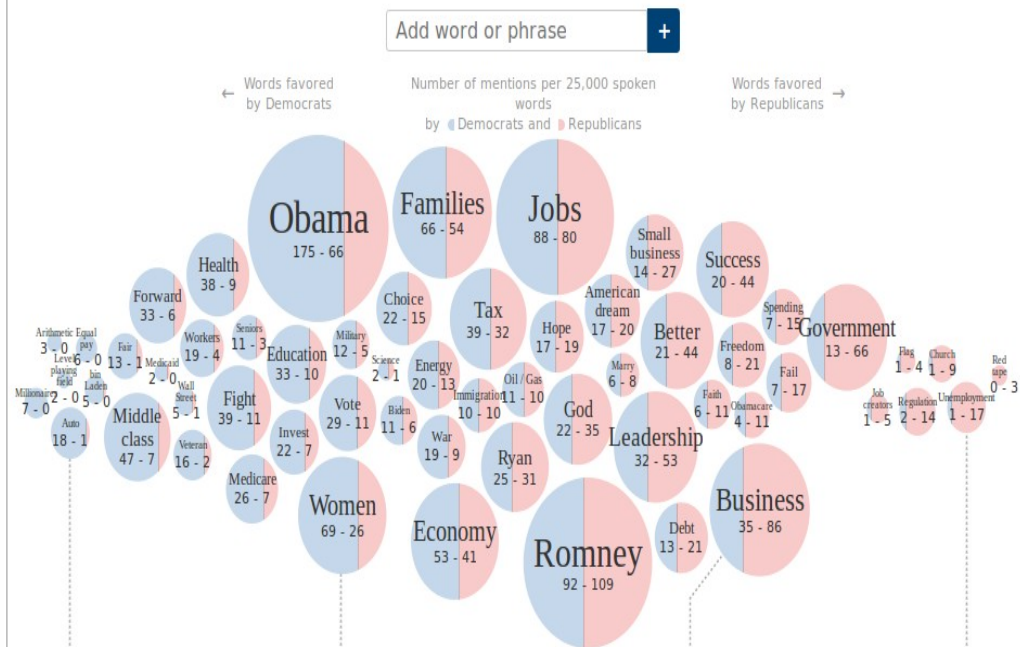 Add word or phrase
+
← Words favored
by Democrats
Number of mentions per 25,000 spoken
words
by Democrats and Republicans
Words favored →
by Republicans
Obama
175 - 66
Families
66 - 54
Jobs
88 - 80
Small
business
14 - 27
Success
20 - 44
Health
38 - 9
Forward
33 - 6
Choice
22 - 15
Tax
39 - 32
American
dream
17 - 20
Hope
17 - 19
Better
21 - 44
Spending
7 - 15
Government
13 - 66
Arithmetic
3 - 0
Equal
pay
6 - 0
Fair
13 - 1
Workers
19 - 4
Seniors
11 - 3
Education
33 - 10
Military
12 - 5
Science
2 - 1
Energy
20 - 13
Freedom
8 - 21
Flag
1 - 4
Church
1 - 9
Red
tape
0 - 3
Level
playing
field
2 - 0
Medicaid
2 - 0
bin
Laden
5 - 0
Wall
Street
5 - 1
Millionaire
7 - 0
Marry
6 - 8
Oil / Gas
11 - 10
Immigration
10 - 10
Fail
7 - 17
Faith
6 - 11
Obamacare
4 - 11
Job
creators
1 - 5
Regulation
2 - 14
Unemployment
1 - 17
Auto
18 - 1
Middle
class
47 - 7
Fight
39 - 11
Vote
29 - 11
Biden
11 - 6
God
22 - 35
Leadership
32 - 53
Veteran
16 - 2
Invest
22 - 7
War
19 - 9
Ryan
25 - 31
Medicare
26 - 7
Women
69 - 26
Economy
53 - 41
Romney
92 - 109
Debt
13 - 21
Business
35 - 86